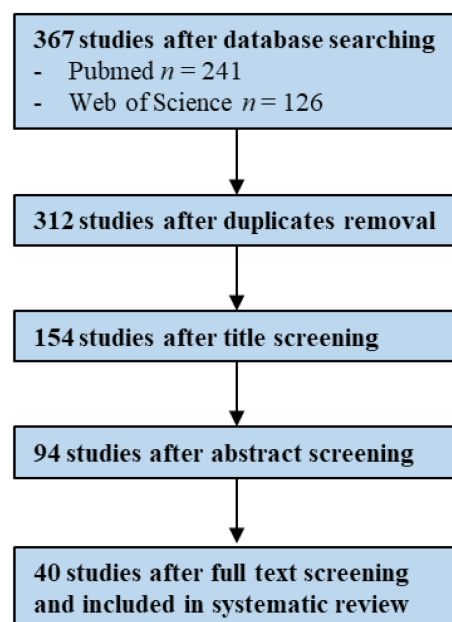 367 studies after database searching
- Pubmed n = 241
- Web of Science n = 126
312 studies after duplicates removal
154 studies after title screening
94 studies after abstract screening
40 studies after full text screening
and included in systematic review